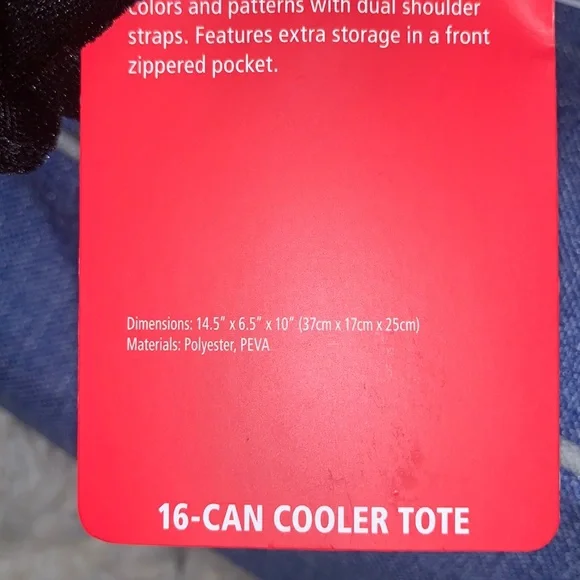 colors and patterns with dual shoulder
straps. Features extra storage in a front
zippered pocket.
Dimensions: 14.5” x 6.5” x 10” (37cm x 17cm x 25cm)
Materials: Polyester, PEVA
16-CAN COOLER TOTE